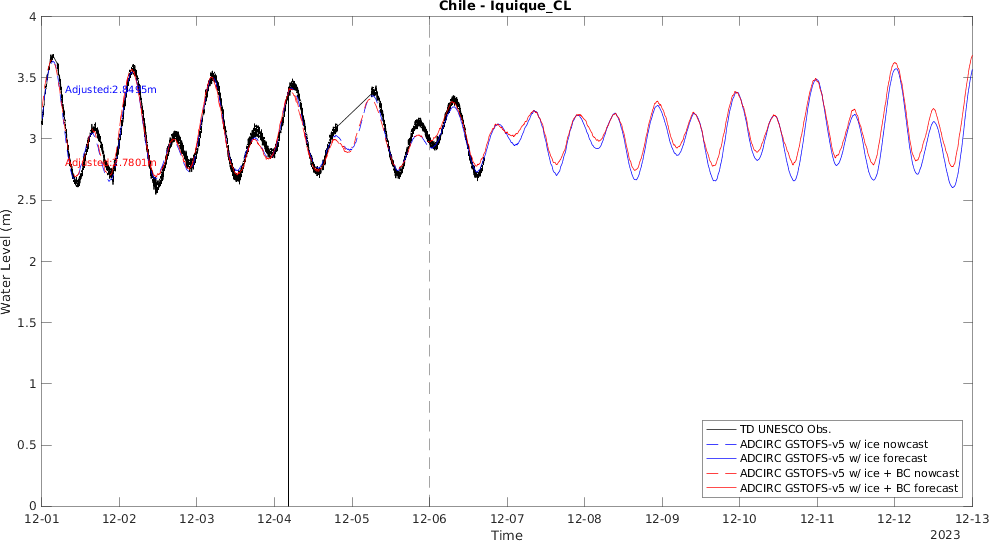 Chile - Iquique_CL
4
3.5
3
2.5
2
1.5
1
0.5
0
Water Level (m)
Adjusted:2.8495m
Adjusted:2.7801m
TD UNESCO Obs.
ADCIRC GSTOFS-v5 w/ ice nowcast
ADCIRC GSTOFS-v5 w/ ice forecast
ADCIRC GSTOFS-v5 w/ ice + BC nowcast
ADCIRC GSTOFS-v5 w/ ice + BC forecast
12-01 12-02 12-03 12-04 12-05 12-06 12-07 12-08 12-09 12-10 12-11 12-12 12-13
Time
2023